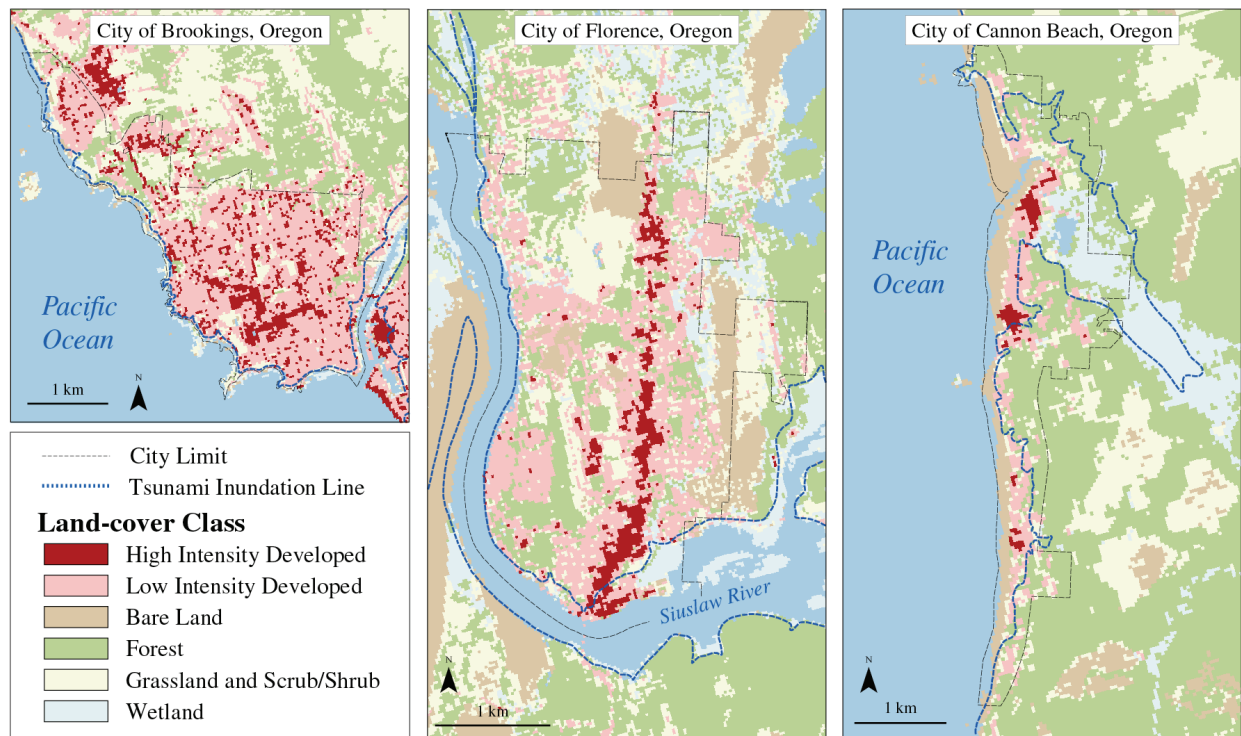 City of Brookings, Oregon
Pacific
Ocean
1 km
N
City Limit
Tsunami Inundation Line
Land-cover Class
High Intensity Developed
Low Intensity Developed
Bare Land
Forest
Grassland and Scrub/Shrub
Wetland
City of Florence, Oregon
Siuslaw River
N
1 km
City of Cannon Beach, Oregon
Pacific
Ocean
N
1 km